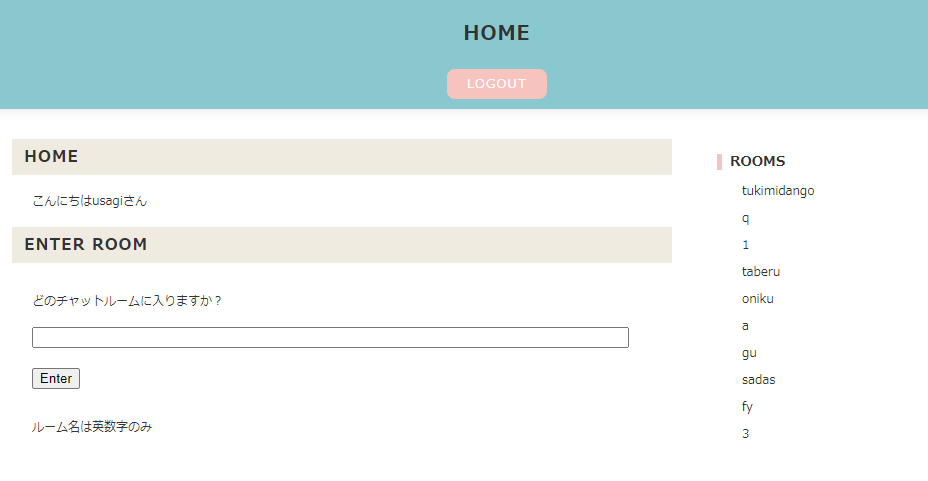 HOME
LOGOUT
HOME
こんにちはusagiさん
ENTER ROOM
どのチャットルームに入りますか？
Enter
ルーム名は英数字のみ
ROOMS
tukimidango
q
1
taberu
oniku
a
gu
sadas
fy
3